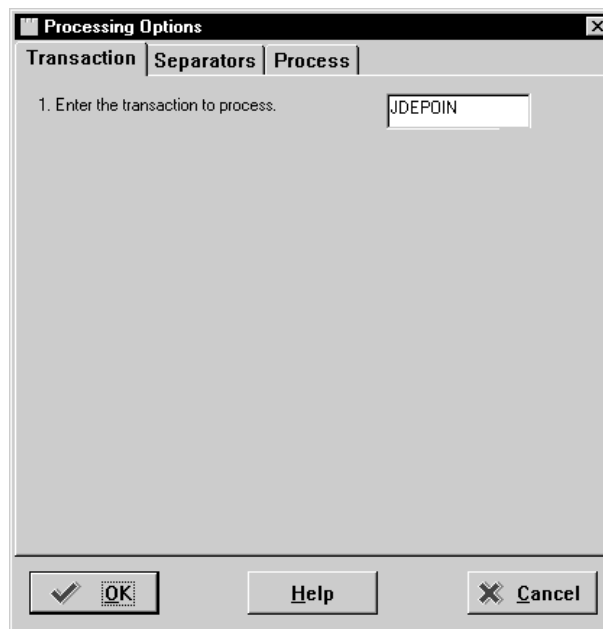 Processing Options
Transaction Separators Process
1. Enter the transaction to process. JDEPOIN
OK Help Cancel